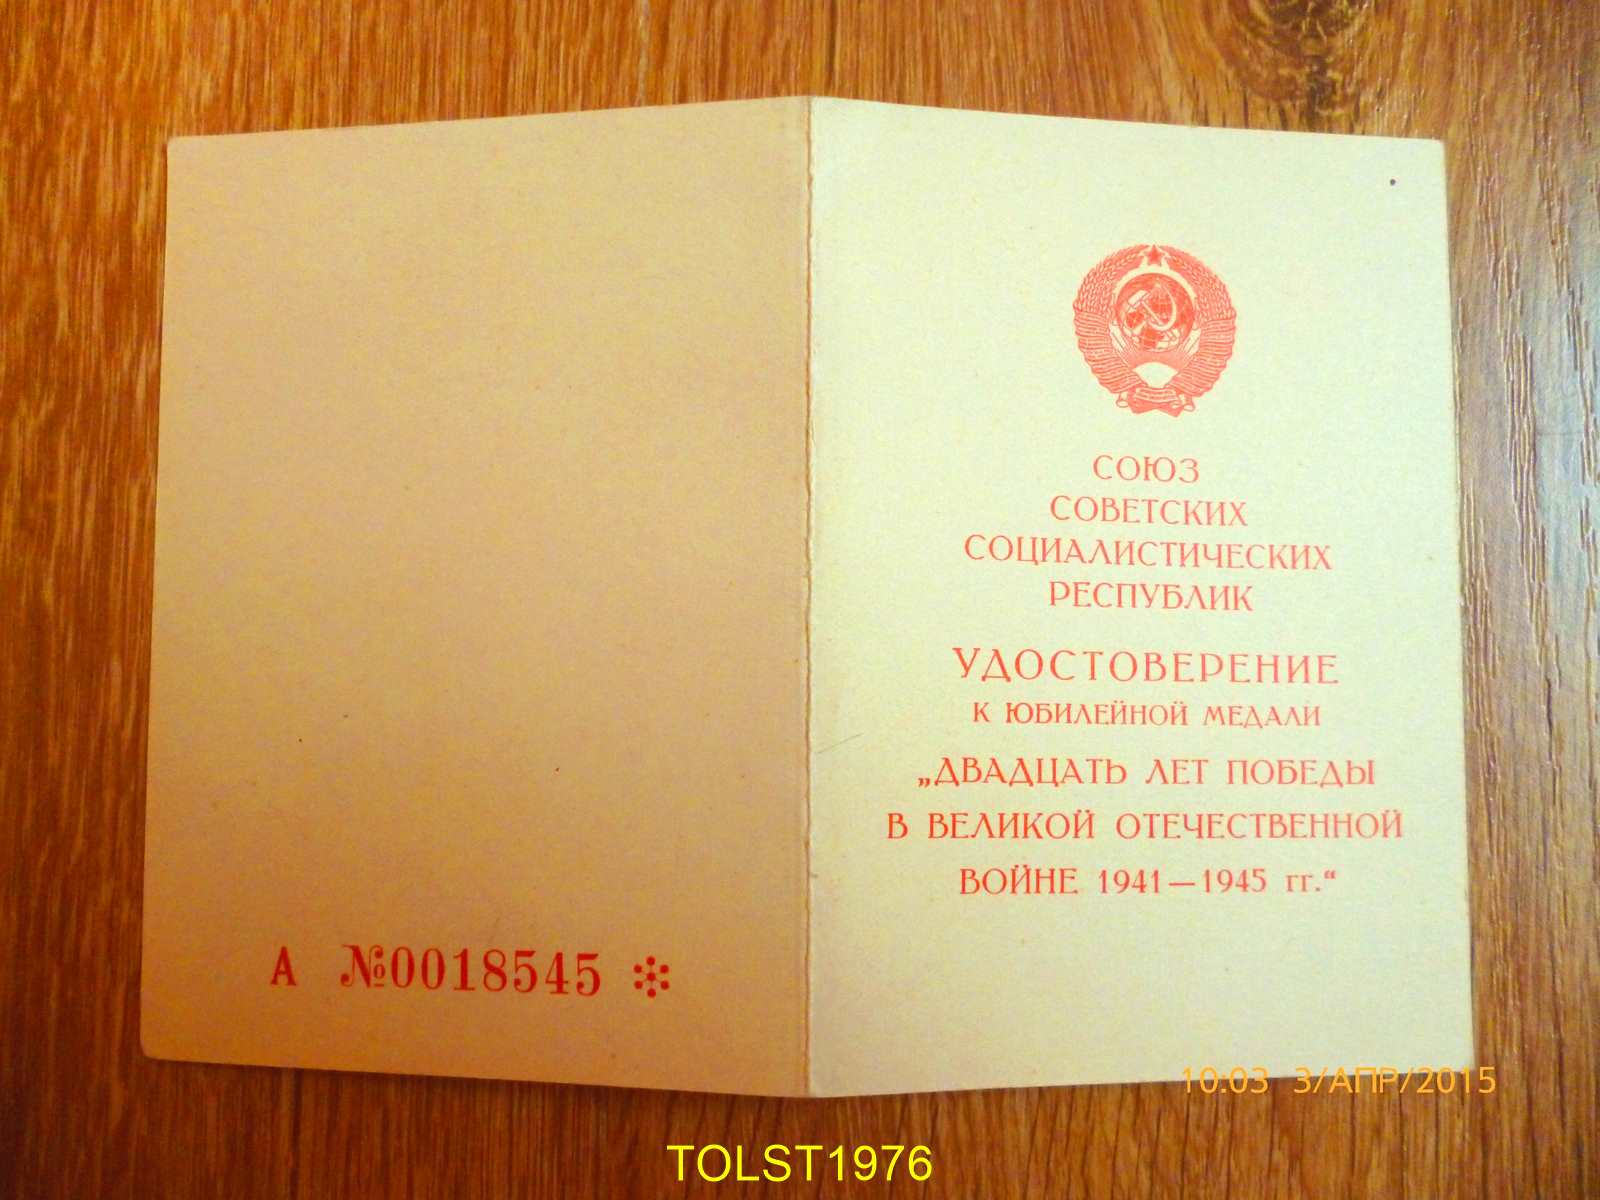 СОЮЗ
СОВЕТСКИХ
СОЦИАЛИСТИЧЕСКИХ
РЕСПУБЛИК
УДОСТОВЕРЕНИЕ
К ЮБИЛЕЙНОЙ МЕДАЛИ
„ДВАДЦАТЬ ЛЕТ ПОБЕДЫ
В ВЕЛИКОЙ ОТЕЧЕСТВЕННОЙ
ВОЙНЕ 1941—1945 гг.“
А №0018545
10:03 3/АПР/2015
TOLST1976